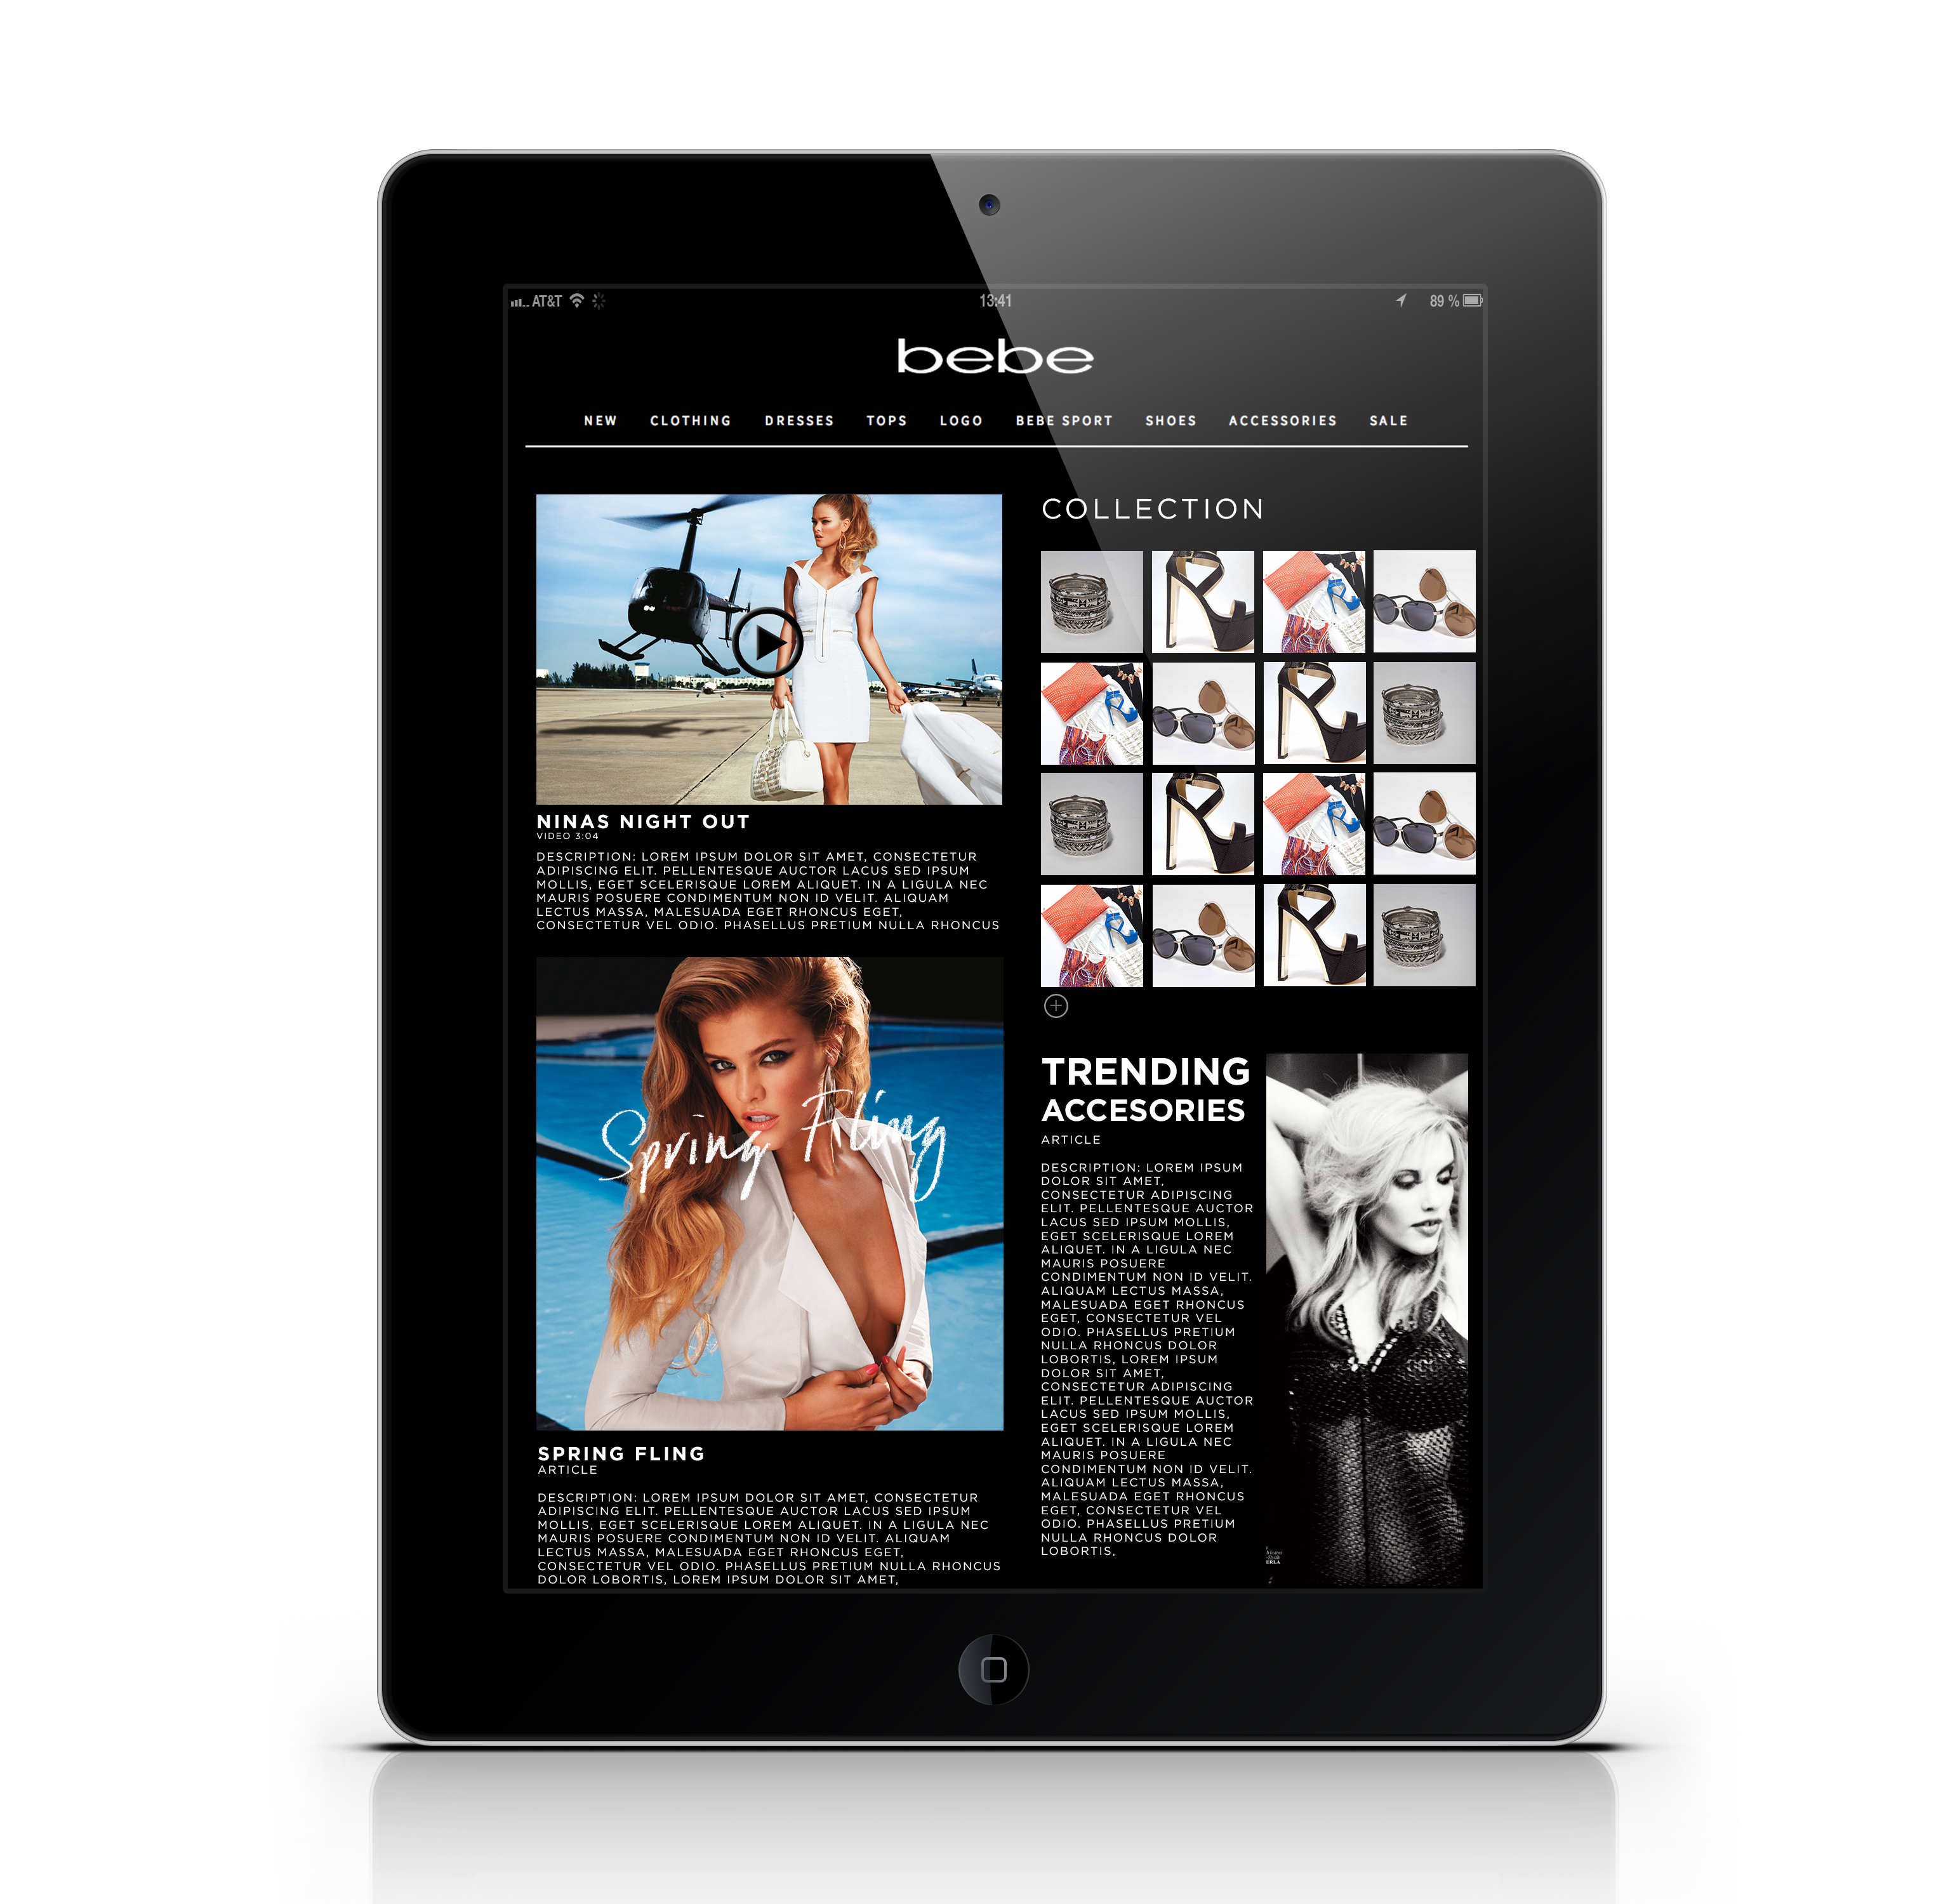 AT&T
13:41
89 %
bebe
NEW CLOTHING DRESSES TOPS LOGO BEBE SPORT SHOES ACCESSORIES SALE
NINAS NIGHT OUT
VIDEO 3:04
DESCRIPTION: LOREM IPSUM DOLOR SIT AMET, CONSECTETUR
ADIPISCING ELIT. PELLENTESQUE AUCTOR LACUS SED IPSUM
MOLLIS, EGET SCELERISQUE LOREM ALIQUET. IN A LIGULA NEC
MAURIS POSUERE CONDIMENTUM NON ID VELIT. ALIQUAM
LECTUS MASSA, MALESUADA EGET RHONCUS EGET,
CONSECTETUR VEL ODIO. PHASELLUS PRETIUM NULLA RHONCUS
Spring Fling
SPRING FLING
ARTICLE
DESCRIPTION: LOREM IPSUM DOLOR SIT AMET, CONSECTETUR
ADIPISCING ELIT. PELLENTESQUE AUCTOR LACUS SED IPSUM
MOLLIS, EGET SCELERISQUE LOREM ALIQUET. IN A LIGULA NEC
MAURIS POSUERE CONDIMENTUM NON ID VELIT. ALIQUAM
LECTUS MASSA, MALESUADA EGET RHONCUS EGET,
CONSECTETUR VEL ODIO. PHASELLUS PRETIUM NULLA RHONCUS
DOLOR LOBORTIS, LOREM IPSUM DOLOR SIT AMET,
COLLECTION
TRENDING
ACCESORIES
ARTICLE
DESCRIPTION: LOREM IPSUM
DOLOR SIT AMET,
CONSECTETUR ADIPISCING
ELIT. PELLENTESQUE AUCTOR
LACUS SED IPSUM MOLLIS,
EGET SCELERISQUE LOREM
ALIQUET. IN A LIGULA NEC
MAURIS POSUERE
CONDIMENTUM NON ID VELIT.
ALIQUAM LECTUS MASSA,
MALESUADA EGET RHONCUS
EGET, CONSECTETUR VEL
ODIO. PHASELLUS PRETIUM
NULLA RHONCUS DOLOR
LOBORTIS, LOREM IPSUM
DOLOR SIT AMET,
CONSECTETUR ADIPISCING
ELIT. PELLENTESQUE AUCTOR
LACUS SED IPSUM MOLLIS,
EGET SCELERISQUE LOREM
ALIQUET. IN A LIGULA NEC
MAURIS POSUERE
CONDIMENTUM NON ID VELIT.
ALIQUAM LECTUS MASSA,
MALESUADA EGET RHONCUS
EGET, CONSECTETUR VEL
ODIO. PHASELLUS PRETIUM
NULLA RHONCUS DOLOR
LOBORTIS,